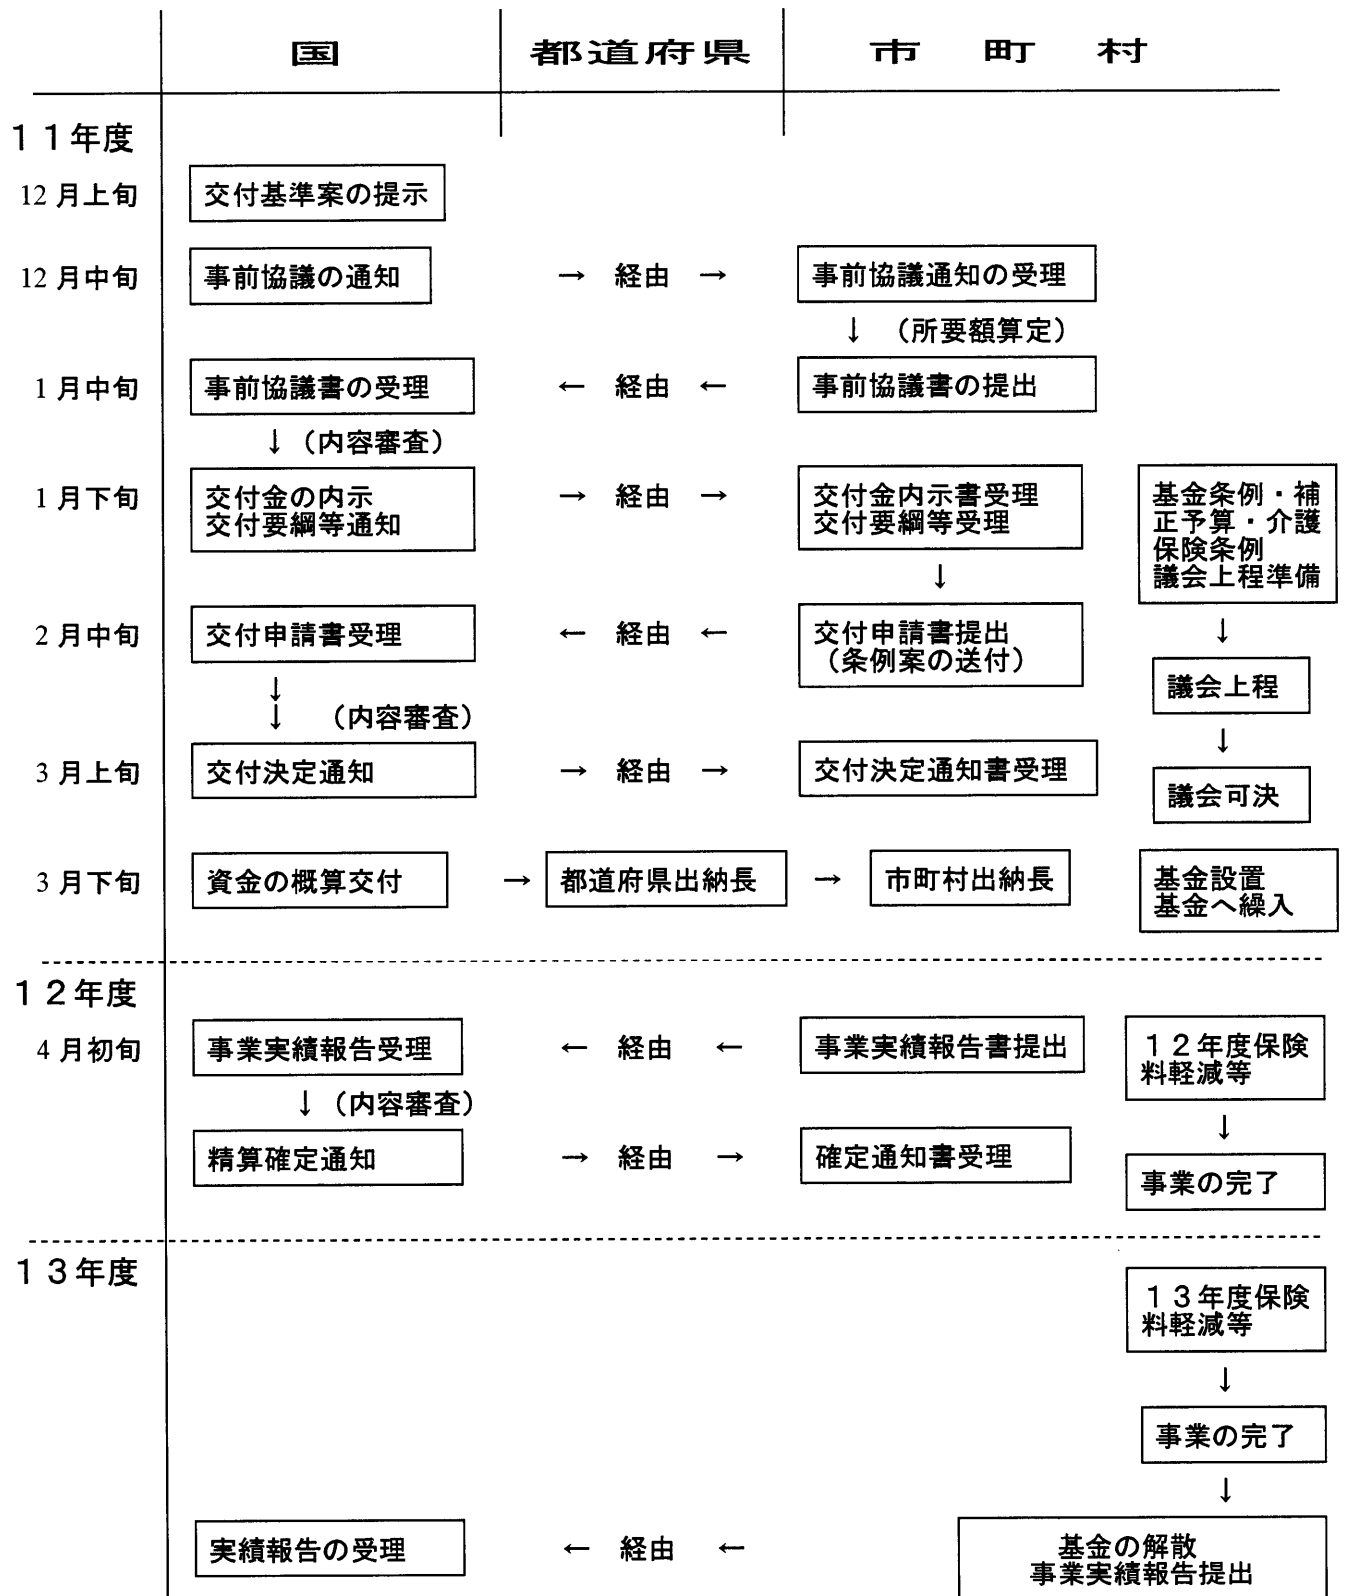 国 都道府県 市町村
１１年度
12月上旬 交付基準案の提示
12月中旬 事前協議の通知 → 経由 → 事前協議通知の受理
↓ （所要額算定）
1月中旬 事前協議書の受理 ← 経由 ← 事前協議書の提出
↓（内容審査）
1月下旬 交付金の内示 → 経由 → 交付金内示書受理 基金条例・補
交付要綱等通知 交付要綱等受理 正予算・介護
保険条例
議会上程準備
↓
2月中旬 交付申請書受理 ← 経由 ← 交付申請書提出 ↓
（条例案の送付）
議会上程
↓
↓ （内容審査） ↓
3月上旬 交付決定通知 → 経由 → 交付決定通知書受理
議会可決
3月下旬 資金の概算交付 → 都道府県出納長 → 市町村出納長 基金設置
基金へ繰入
１２年度
4月初旬 事業実績報告受理 ← 経由 ← 事業実績報告書提出 １２年度保険
料軽減等
↓（内容審査） ↓
精算確定通知 → 経由 → 確定通知書受理
事業の完了
１３年度
１３年度保険
料軽減等
↓
事業の完了
↓
実績報告の受理 ← 経由 ← 基金の解散
事業実績報告提出